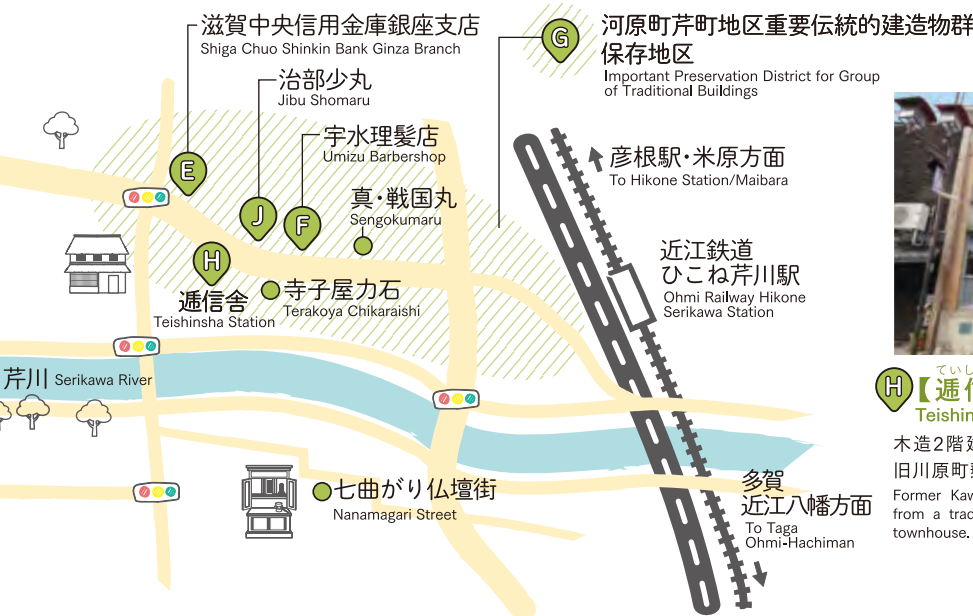 滋賀中央信用金庫銀座支店
Shiga Chuo Shinkin Bank Ginza Branch
治部少丸
Jibu Shomaru
宇水理髪店
Umizu Barbershop
真・戦国丸
Sengokumaru
E
J
F
H
G
河原町芹町地区重要伝統的建造物群
保存地区
Important Preservation District for Group
of Traditional Buildings
彦根駅・米原方面
To Hikone Station/Maibara
近江鉄道
ひこね芹川駅
Ohmi Railway Hikone
Serikawa Station
逓信舎
Teishinsha Station
寺子屋力石
Terakoya Chikaraishi
芹川 Serikawa River
七曲がり仏壇街
Nanamagari Street
多賀
近江八幡方面
To Taga
Ohmi-Hachiman
ていし
H【逓信
Teishin
木造2階建
旧川原町
Former Kaw
from a trad
townhouse.